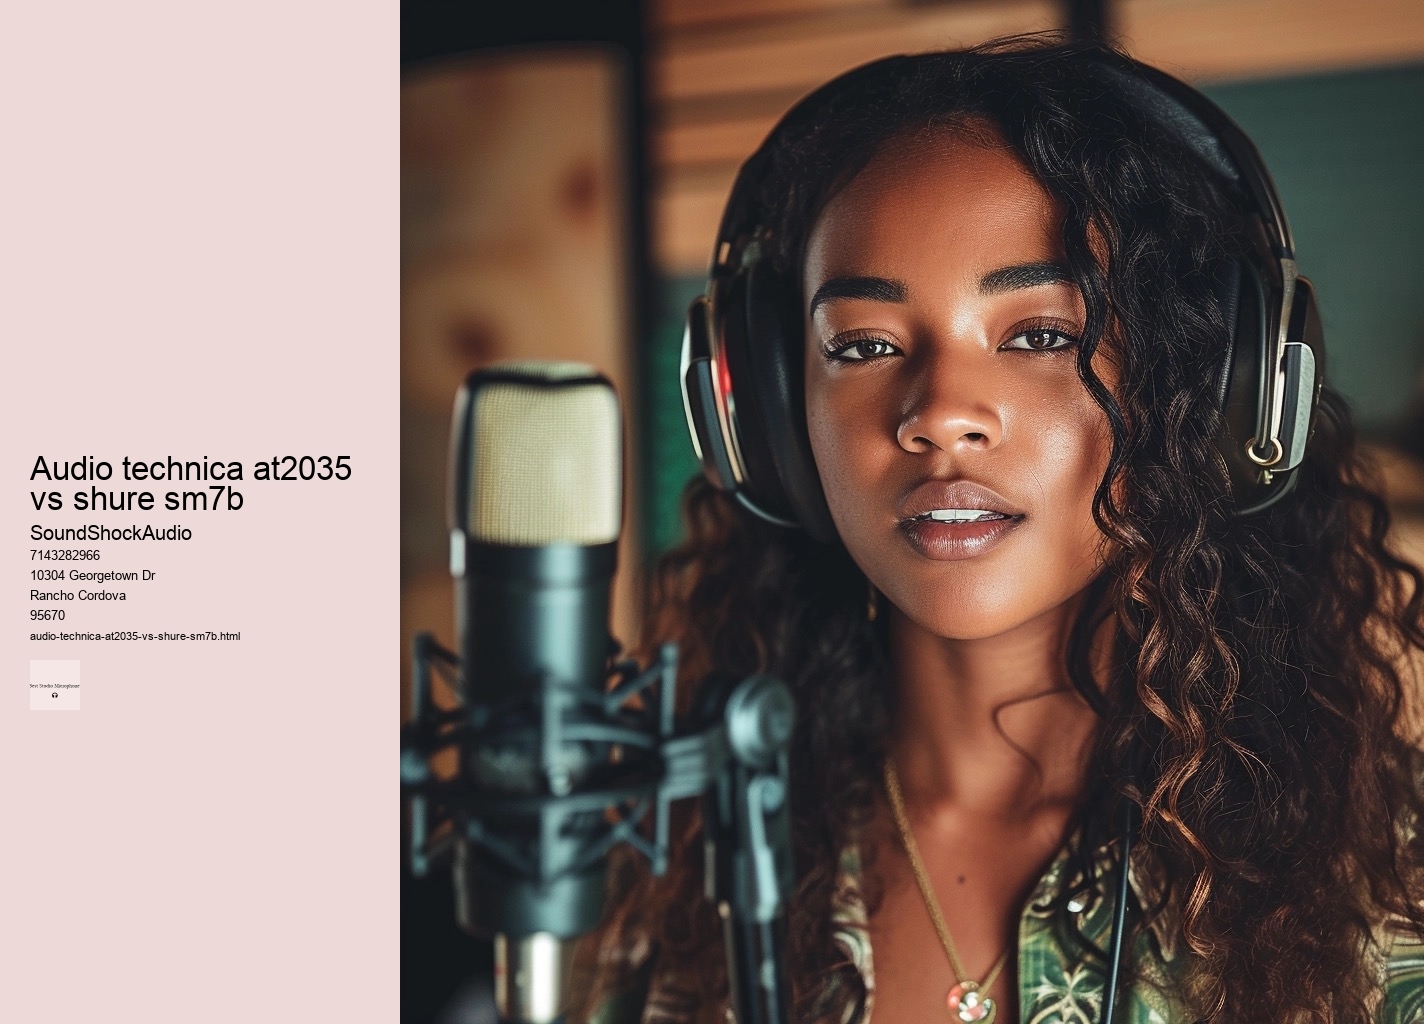 Audio technica at2035
vs shure sm7b
SoundShockAudio
7143282966
10304 Georgetown Dr
Rancho Cordova
95670
audio-technica-at2035-vs-shure-sm7b.html
Best Studio Microphone